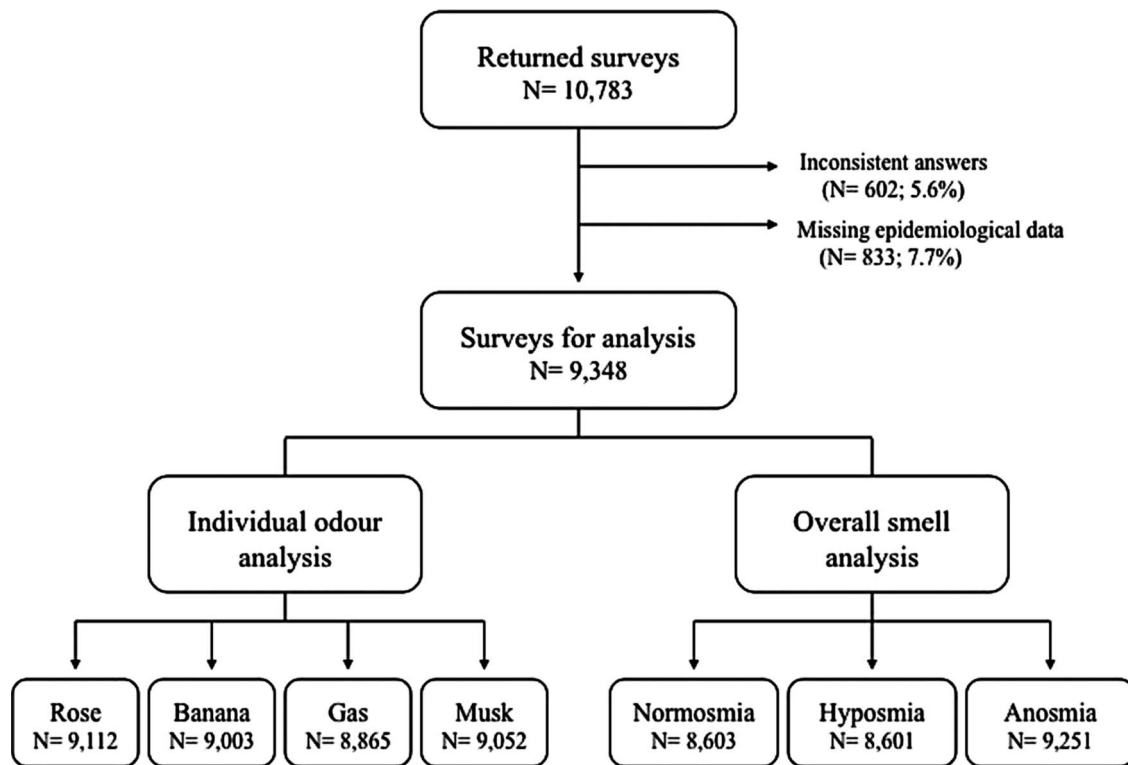 Returned surveys
N= 10,783
Inconsistent answers
(N= 602; 5.6%)
Missing epidemiological data
(N= 833; 7.7%)
Surveys for analysis
N= 9,348
Individual odour
analysis
Overall smell
analysis
Rose
N= 9,112
Banana
N= 9,003
Gas
N= 8,865
Musk
N= 9,052
Normosmia
N= 8,603
Hyposmia
N= 8,601
Anosmia
N= 9,251